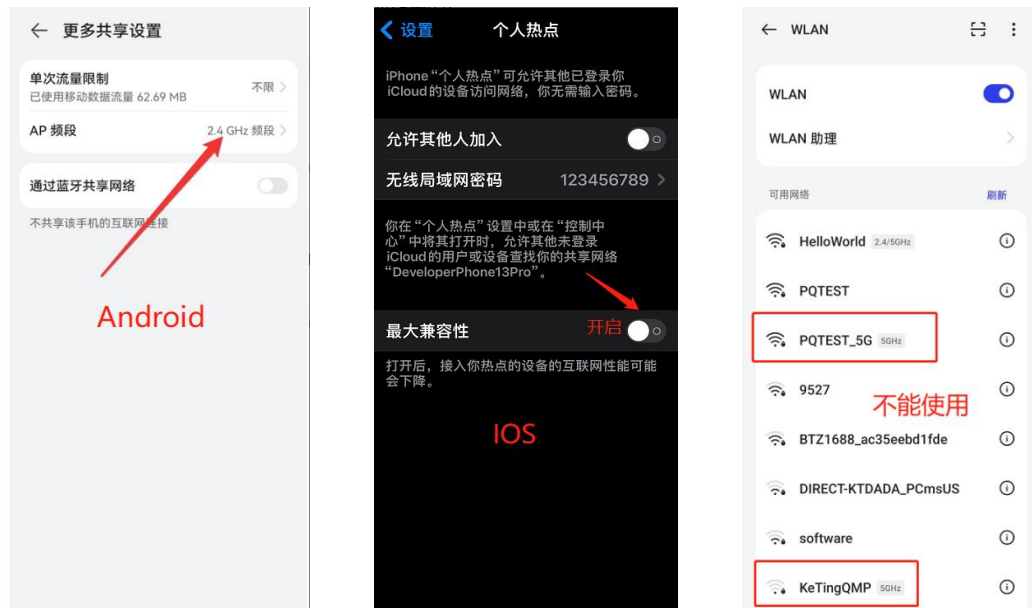 更多共享设置
单次流量限制
已使用移动数据流量 62.69 MB
不限
AP 频段
2.4 GHz 频段
通过蓝牙共享网络
不共享该手机的互联网连接
Android
设置
个人热点
iPhone“个人热点”可允许其他已登录你
iCloud的设备访问网络，你无需输入密码。
允许其他人加入
无线局域网密码
123456789
你在“个人热点”设置中或在“控制中
心”中将其打开时，允许其他未登录
iCloud的用户或设备查找你的共享网络
“DeveloperPhone13Pro”。
最大兼容性
开启
打开后，接入你热点的设备的互联网性能可能
会下降。
IOS
WLAN
WLAN
WLAN 助理
可用网络
刷新
HelloWorld 2.4/5GHz
PQTEST
PQTEST_5G 5GHz
9527
不能使用
BTZ1688_ac35eebd1fde
DIRECT-KTDADA_PCmsUS
software
KeTingQMP 5GHz